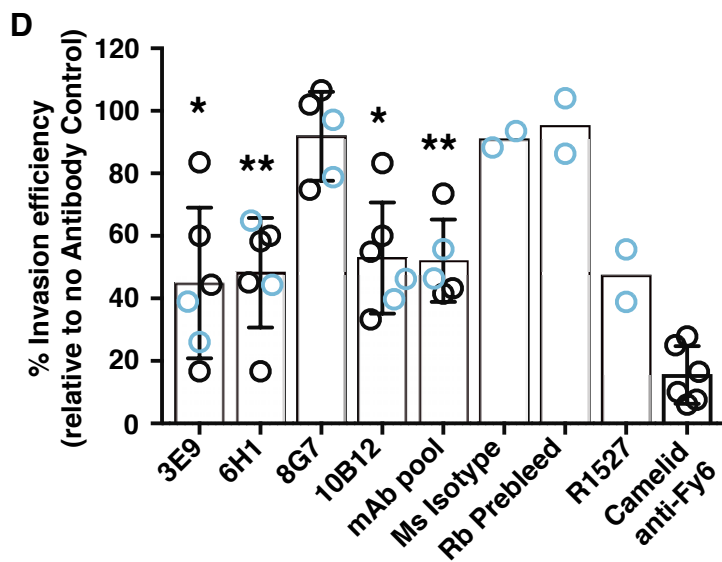 D
% Invasion efficiency
(relative to no Antibody Control)
120
100
80
60
40
20
0
*
**
*
**
3E9
6H1
8G7
10B12
mAb pool
Ms Isotype
Rb Prebleed
R1527
Camelid
anti-Fy6